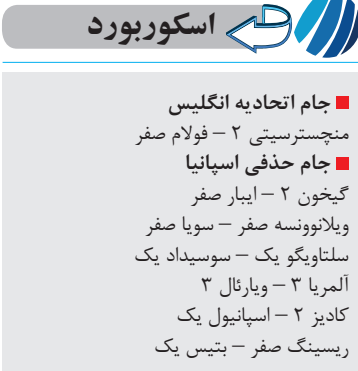 اسکوربورد
جام اتحادیه انگلیس
منچسترسیتی ۲ – فولام صفر
جام حذفی اسپانیا
گیخون ۲ – ایبار صفر
ویلانوونسه صفر – سویا صفر
سلتاویگو یک – سوسیداد یک
آلمریا ۳ – ویارئال ۳
کادیز ۲ – اسپانیول یک
ریسینگ صفر – بتیس یک